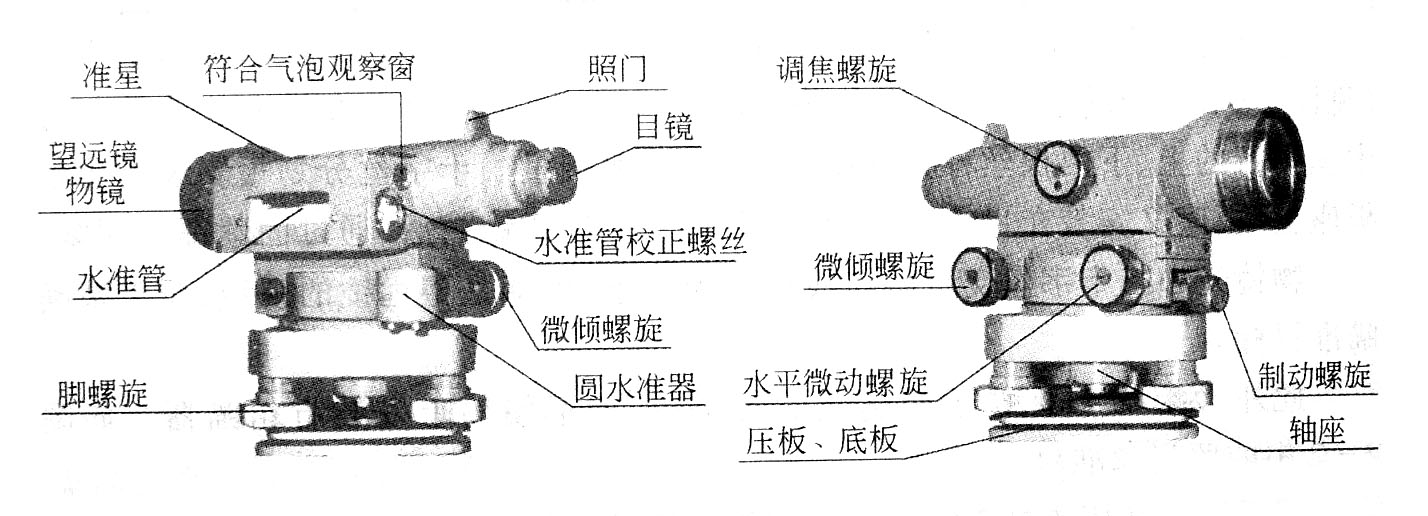 准星
符合气泡观察窗
照门
目镜
望远镜
物镜
水准管
水准管校正螺丝
微倾螺旋
圆水准器
脚螺旋
调焦螺旋
微倾螺旋
水平微动螺旋
制动螺旋
压板、底板
轴座